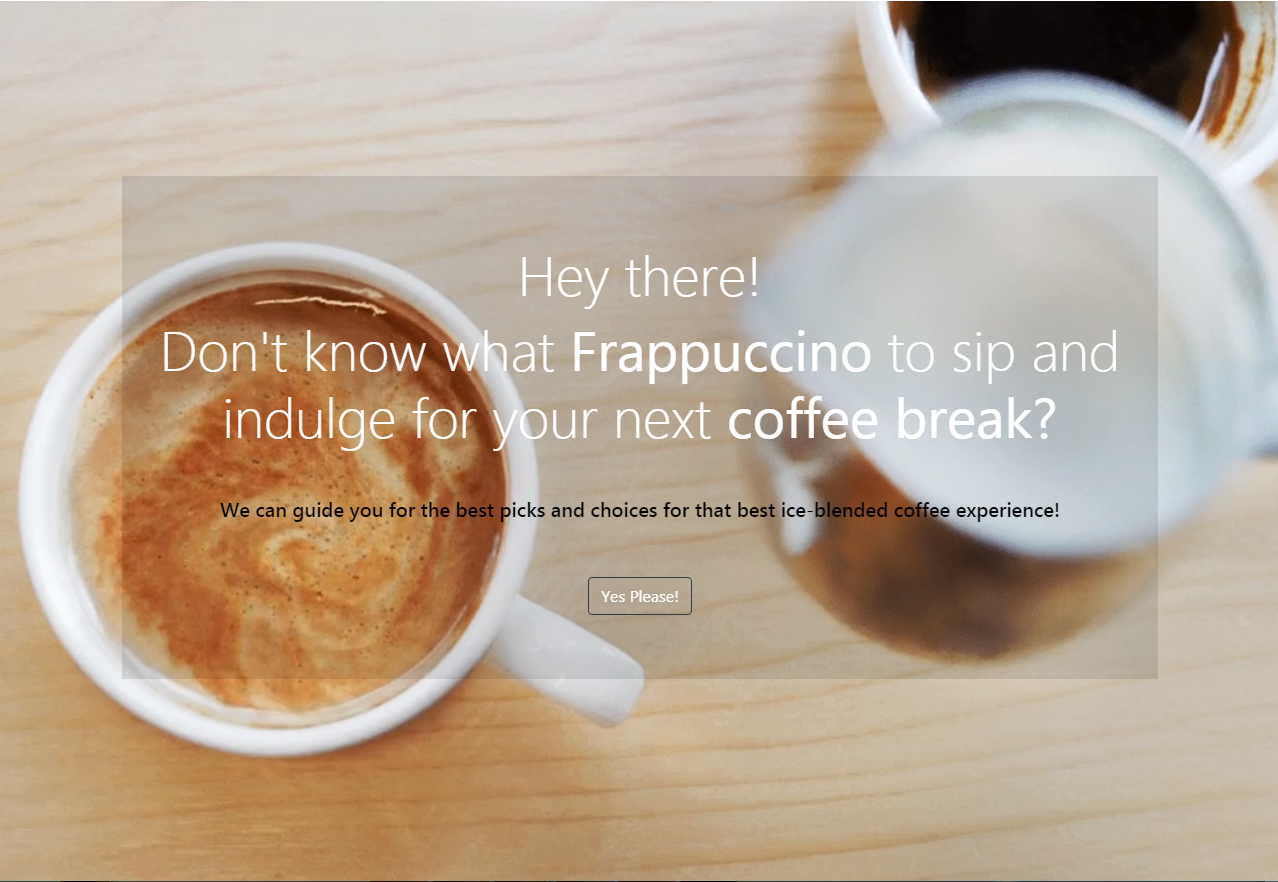 Hey there!
Don't know what Frappuccino to sip and
indulge for your next coffee break?
We can guide you for the best picks and choices for that best ice-blended coffee experience!
Yes Please!